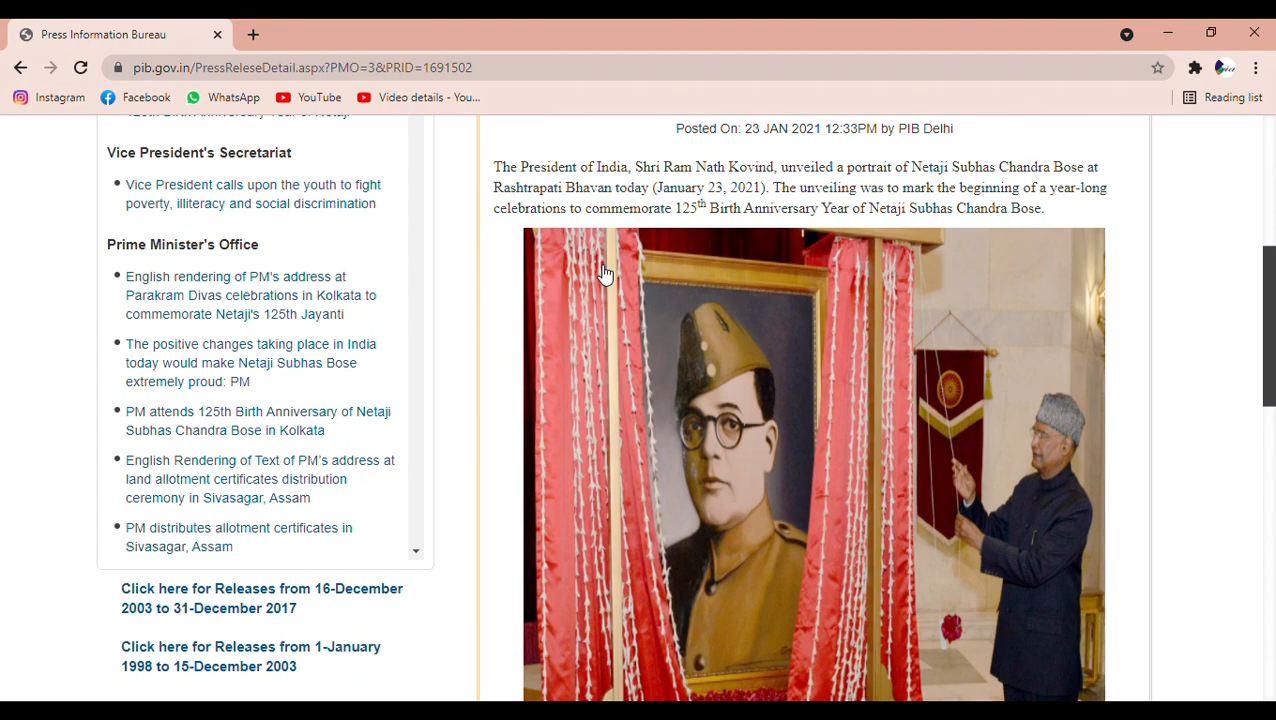 Press Information Bureau
pib.gov.in/PressReleseDetail.aspx?PMO=3&PRID=1691502
Instagram
Facebook
WhatsApp
YouTube
Video details - You...
Reading list
125th Birth Anniversary Year of Netaji
Vice President's Secretariat
Vice President calls upon the youth to fight
poverty, illiteracy and social discrimination
Prime Minister's Office
English rendering of PM's address at
Parakram Divas celebrations in Kolkata to
commemorate Netaji's 125th Jayanti
The positive changes taking place in India
today would make Netaji Subhas Bose
extremely proud: PM
PM attends 125th Birth Anniversary of Netaji
Subhas Chandra Bose in Kolkata
English Rendering of Text of PM's address at
land allotment certificates distribution
ceremony in Sivasagar, Assam
PM distributes allotment certificates in
Sivasagar, Assam
Click here for Releases from 16-December
2003 to 31-December 2017
Click here for Releases from 1-January
1998 to 15-December 2003
Posted On: 23 JAN 2021 12:33PM by PIB Delhi
The President of India, Shri Ram Nath Kovind, unveiled a portrait of Netaji Subhas Chandra Bose at
Rashtrapati Bhavan today (January 23, 2021). The unveiling was to mark the beginning of a year-long
celebrations to commemorate 125th Birth Anniversary Year of Netaji Subhas Chandra Bose.